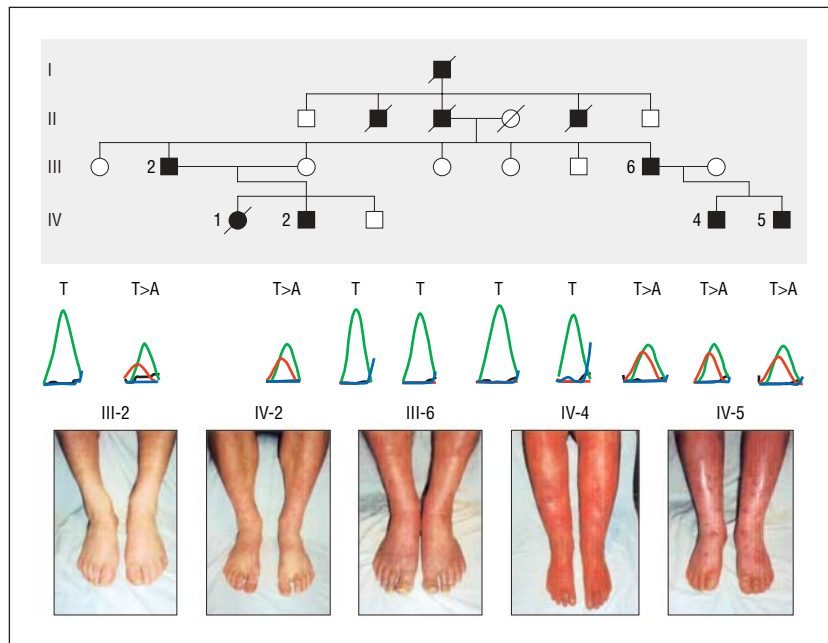 I
II
III 2 6
IV 1 2 4 5
T T>A T>A T T T T T>A T>A T>A
III-2 IV-2 III-6 IV-4 IV-5